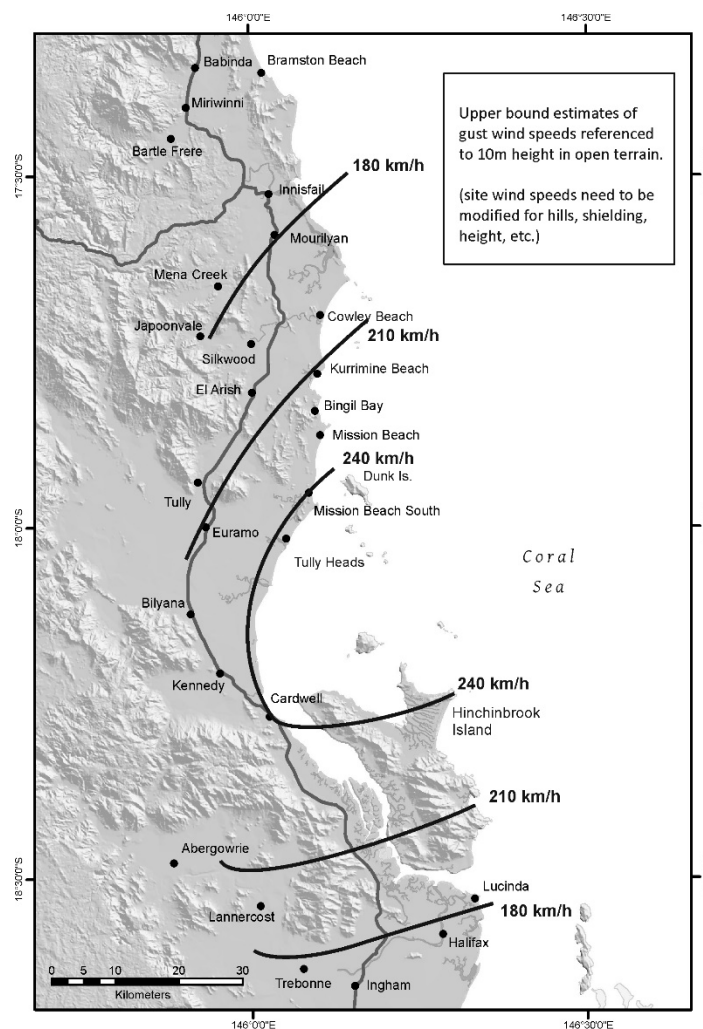 146°0'0"E
146°30'0"E
Babinda
Bramston Beach
Miriwinni
Bartle Frere
Upper bound estimates of
gust wind speeds referenced
to 10m height in open terrain.
(site wind speeds need to be
modified for hills, shielding,
height, etc.)
180 km/h
17°30'0"S
Innisfail
Mourilyan
Mena Creek
Cowley Beach
Japoonvale
210 km/h
Silkwood
Kurrimine Beach
El Arish
Bingil Bay
Mission Beach
240 km/h
Dunk Is.
Tully
Mission Beach South
18°0'0"S
Euramo
Tully Heads
Coral
Sea
Bilyana
Kennedy
240 km/h
Cardwell
Hinchinbrook
Island
210 km/h
Abergowrie
18°30'0"S
Lucinda
Lannercost
180 km/h
Halifax
Trebonne
Ingham
0 5 10 20 30
Kilometers
146°0'0"E
146°30'0"E